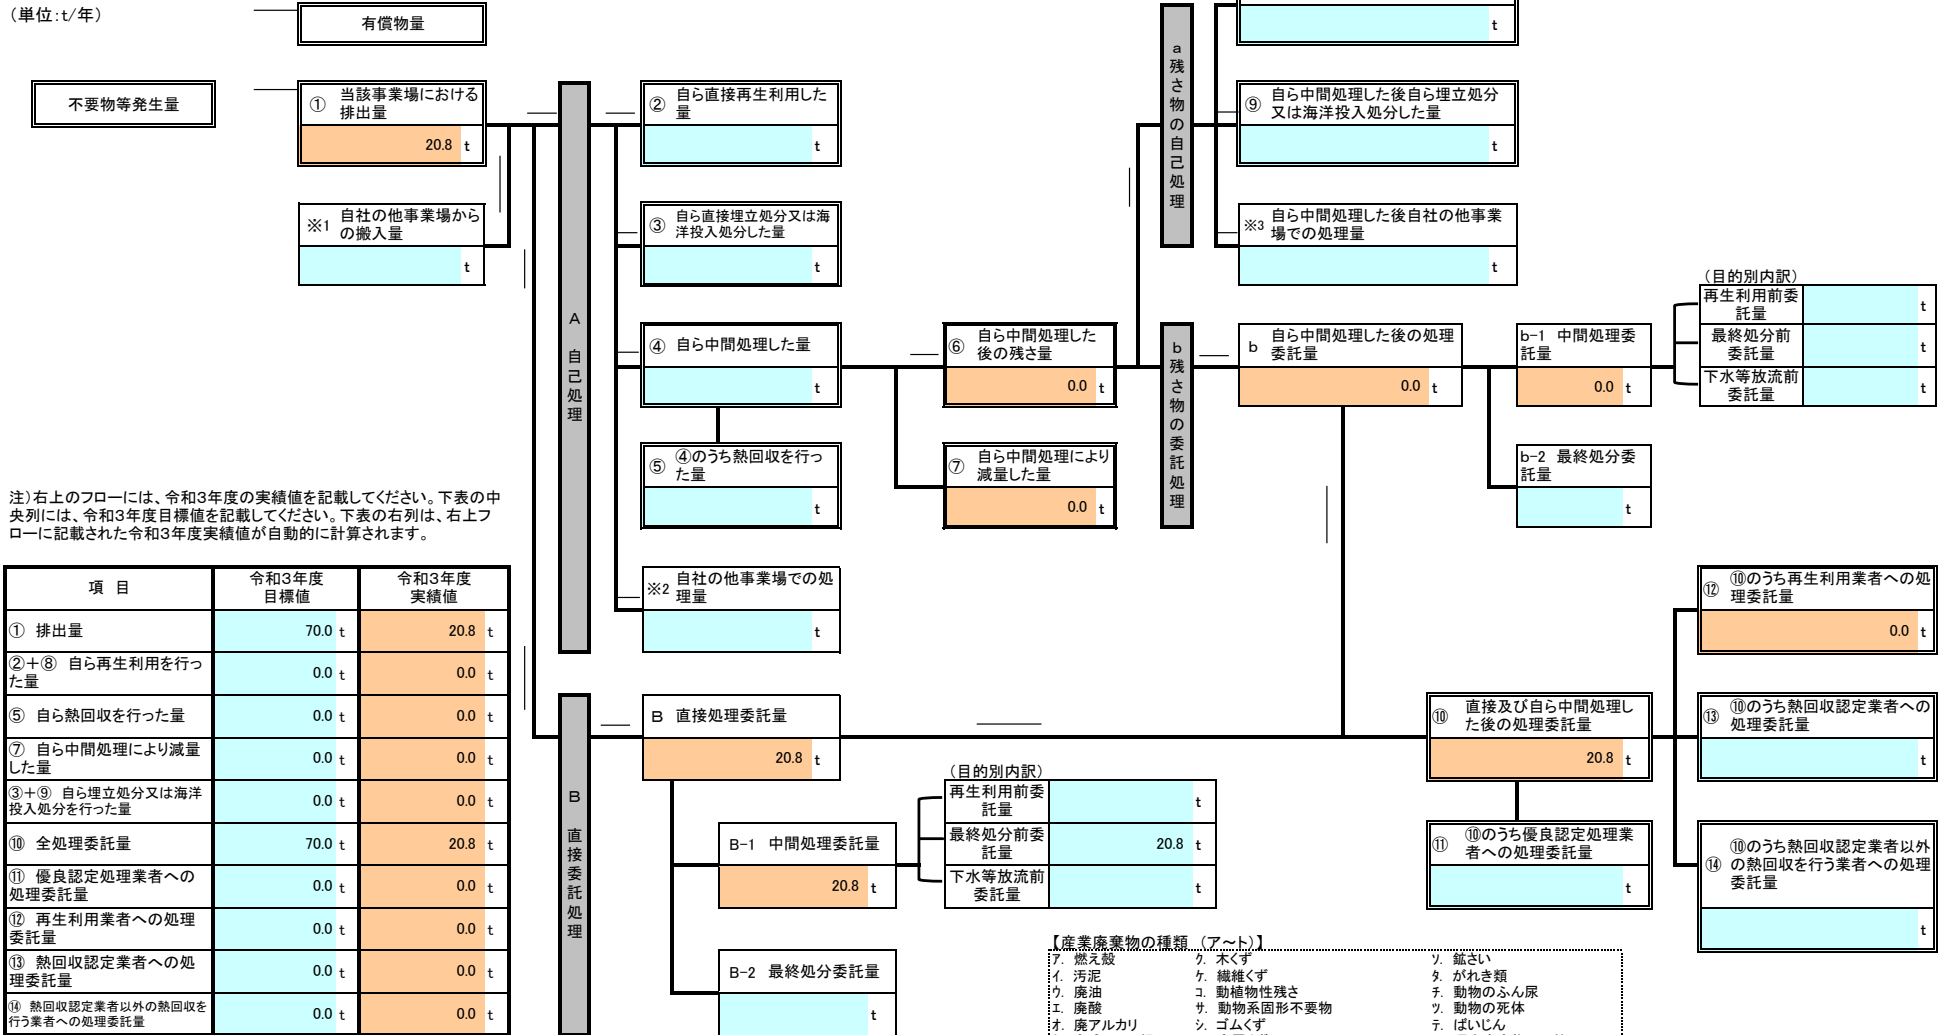 (単位:t/年)
有償物量
不要物等発生量
① 当該事業場における
排出量
20.8 t
※1 自社の他事業場から
の搬入量
t
A 自己処理
② 自ら直接再生利用した
量
t
③ 自ら直接埋立処分又は海
洋投入処分した量
t
④ 自ら中間処理した量
t
⑤ ④のうち熱回収を行っ
た量
t
※2 自社の他事業場での処
理量
t
⑥ 自ら中間処理した
後の残さ量
0.0 t
⑦ 自ら中間処理により
減量した量
0.0 t
a 残さ物の自己処理
t
⑨ 自ら中間処理した後自ら埋立処分
又は海洋投入処分した量
t
※3 自ら中間処理した後自社の他事業
場での処理量
t
b 残さ物の委託処理
b 自ら中間処理した後の処理
委託量
0.0 t
b-1 中間処理委
託量
0.0 t
b-2 最終処分委
託量
t
(目的別内訳)
再生利用前委
託量
t
最終処分前
委託量
t
下水等放流前
委託量
t
注)右上のフローには、令和3年度の実績値を記載してください。下表の中
央列には、令和3年度目標値を記載してください。下表の右列は、右上フ
ローに記載された令和3年度実績値が自動的に計算されます。
項 目 令和3年度 目標値 令和3年度 実績値
① 排出量 70.0 t 20.8 t
②+⑧ 自ら再生利用を行っ
た量 0.0 t 0.0 t
⑤ 自ら熱回収を行った量 0.0 t 0.0 t
⑦ 自ら中間処理により減量
した量 0.0 t 0.0 t
③+⑨ 自ら埋立処分又は海洋
投入処分を行った量 0.0 t 0.0 t
⑩ 全処理委託量 70.0 t 20.8 t
⑪ 優良認定処理業者への
処理委託量 0.0 t 0.0 t
⑫ 再生利用業者への処理
委託量 0.0 t 0.0 t
⑬ 熱回収認定業者への処
理委託量 0.0 t 0.0 t
⑭ 熱回収認定業者以外の熱回収を
行う業者への処理委託量 0.0 t 0.0 t
B 直接委託処理
B 直接処理委託量
20.8 t
B-1 中間処理委託量
20.8 t
B-2 最終処分委託量
t
(目的別内訳)
再生利用前委
託量
t
最終処分前委
託量
20.8 t
下水等放流前
委託量
t
⑩ 直接及び自ら中間処理し
た後の処理委託量
20.8 t
⑪ ⑩のうち優良認定処理業
者への処理委託量
t
⑫ ⑩のうち再生利用業者への処
理委託量
0.0 t
⑬ ⑩のうち熱回収認定業者への
処理委託量
t
⑭ ⑩のうち熱回収認定業者以外
の熱回収を行う業者への処理
委託量
t
【産業廃棄物の種類 (ア~ト)】
ア. 燃え殻 ク. 木くず ソ. 鉱さい
イ. 汚泥 ケ. 繊維くず タ. がれき類
ウ. 廃油 コ. 動植物性残さ チ. 動物のふん尿
エ. 廃酸 サ. 動物系固形不要物 ツ. 動物の死体
オ. 廃アルカリ シ. ゴムくず テ. ばいじん